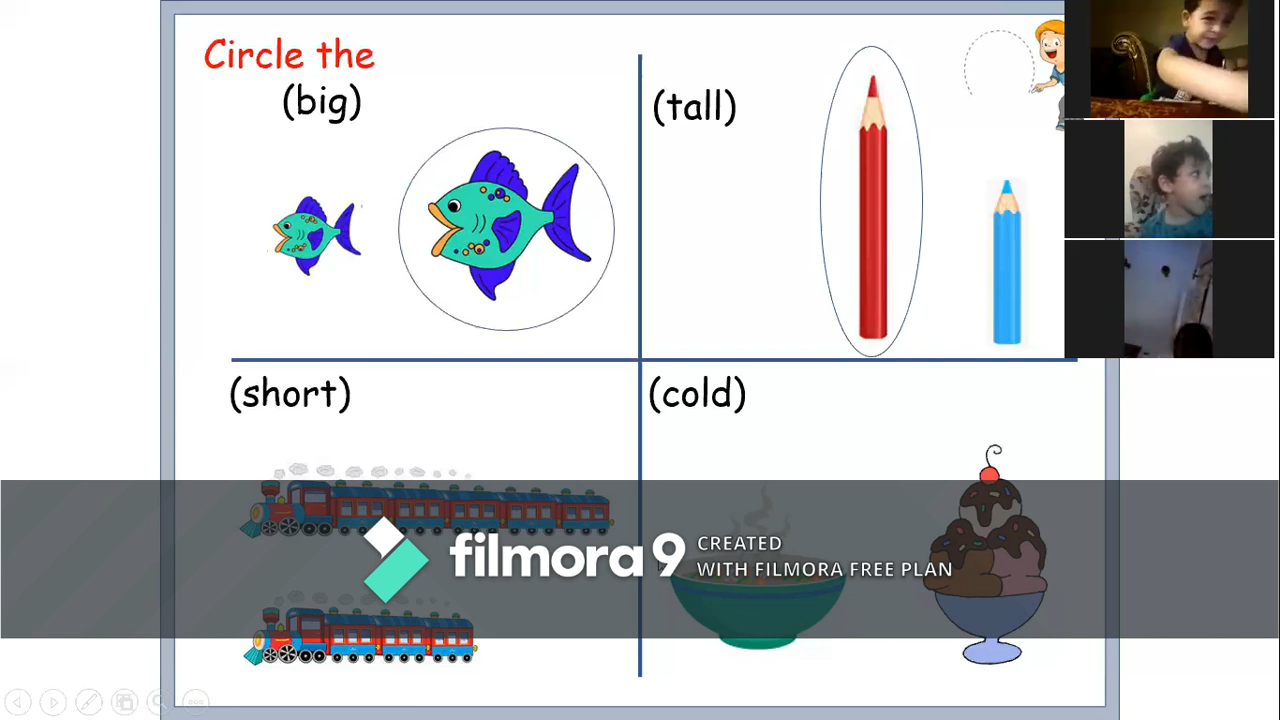 Circle the
(big)
(tall)
(short)
(cold)
filmora9
CREATED
WITH FILMORA FREE PLAN